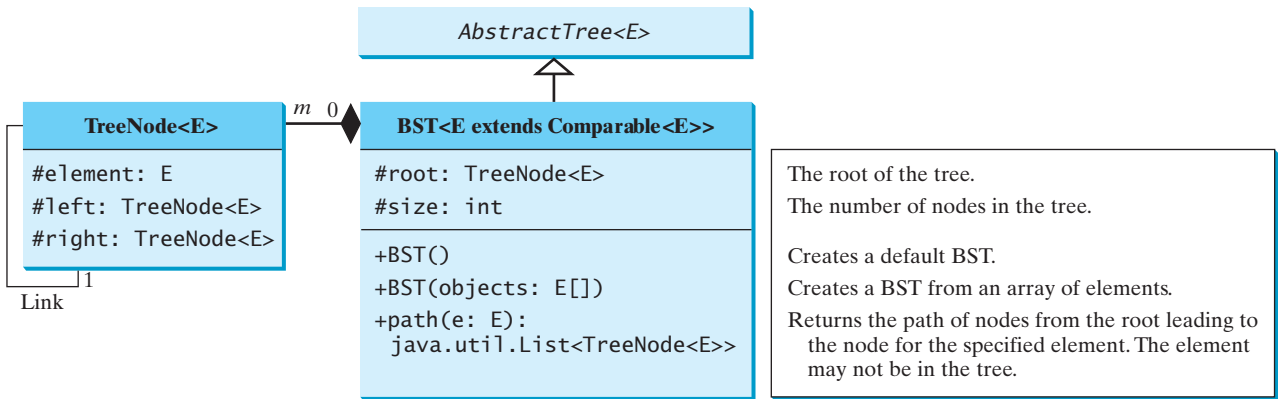 AbstractTree<E>
m 0
TreeNode<E>
#element: E
#left: TreeNode<E>
#right: TreeNode<E>
1
Link
BST<E extends Comparable<E>>
#root: TreeNode<E>
#size: int
+BST()
+BST(objects: E[])
+path(e: E):
java.util.List<TreeNode<E>>
The root of the tree.
The number of nodes in the tree.
Creates a default BST.
Creates a BST from an array of elements.
Returns the path of nodes from the root leading to
the node for the specified element. The element
may not be in the tree.